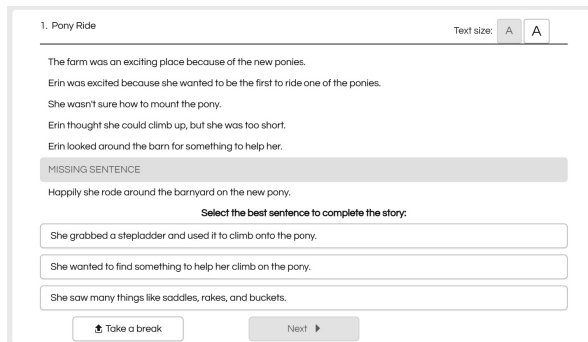 1. Pony Ride
Text size: A A
The farm was an exciting place because of the new ponies.
Erin was excited because she wanted to be the first to ride one of the ponies.
She wasn't sure how to mount the pony.
Erin thought she could climb up, but she was too short.
Erin looked around the barn for something to help her.
MISSING SENTENCE
Happily she rode around the barnyard on the new pony.
Select the best sentence to complete the story:
She grabbed a stepladder and used it to climb onto the pony.
She wanted to find something to help her climb on the pony.
She saw many things like saddles, rakes, and buckets.
Take a break Next